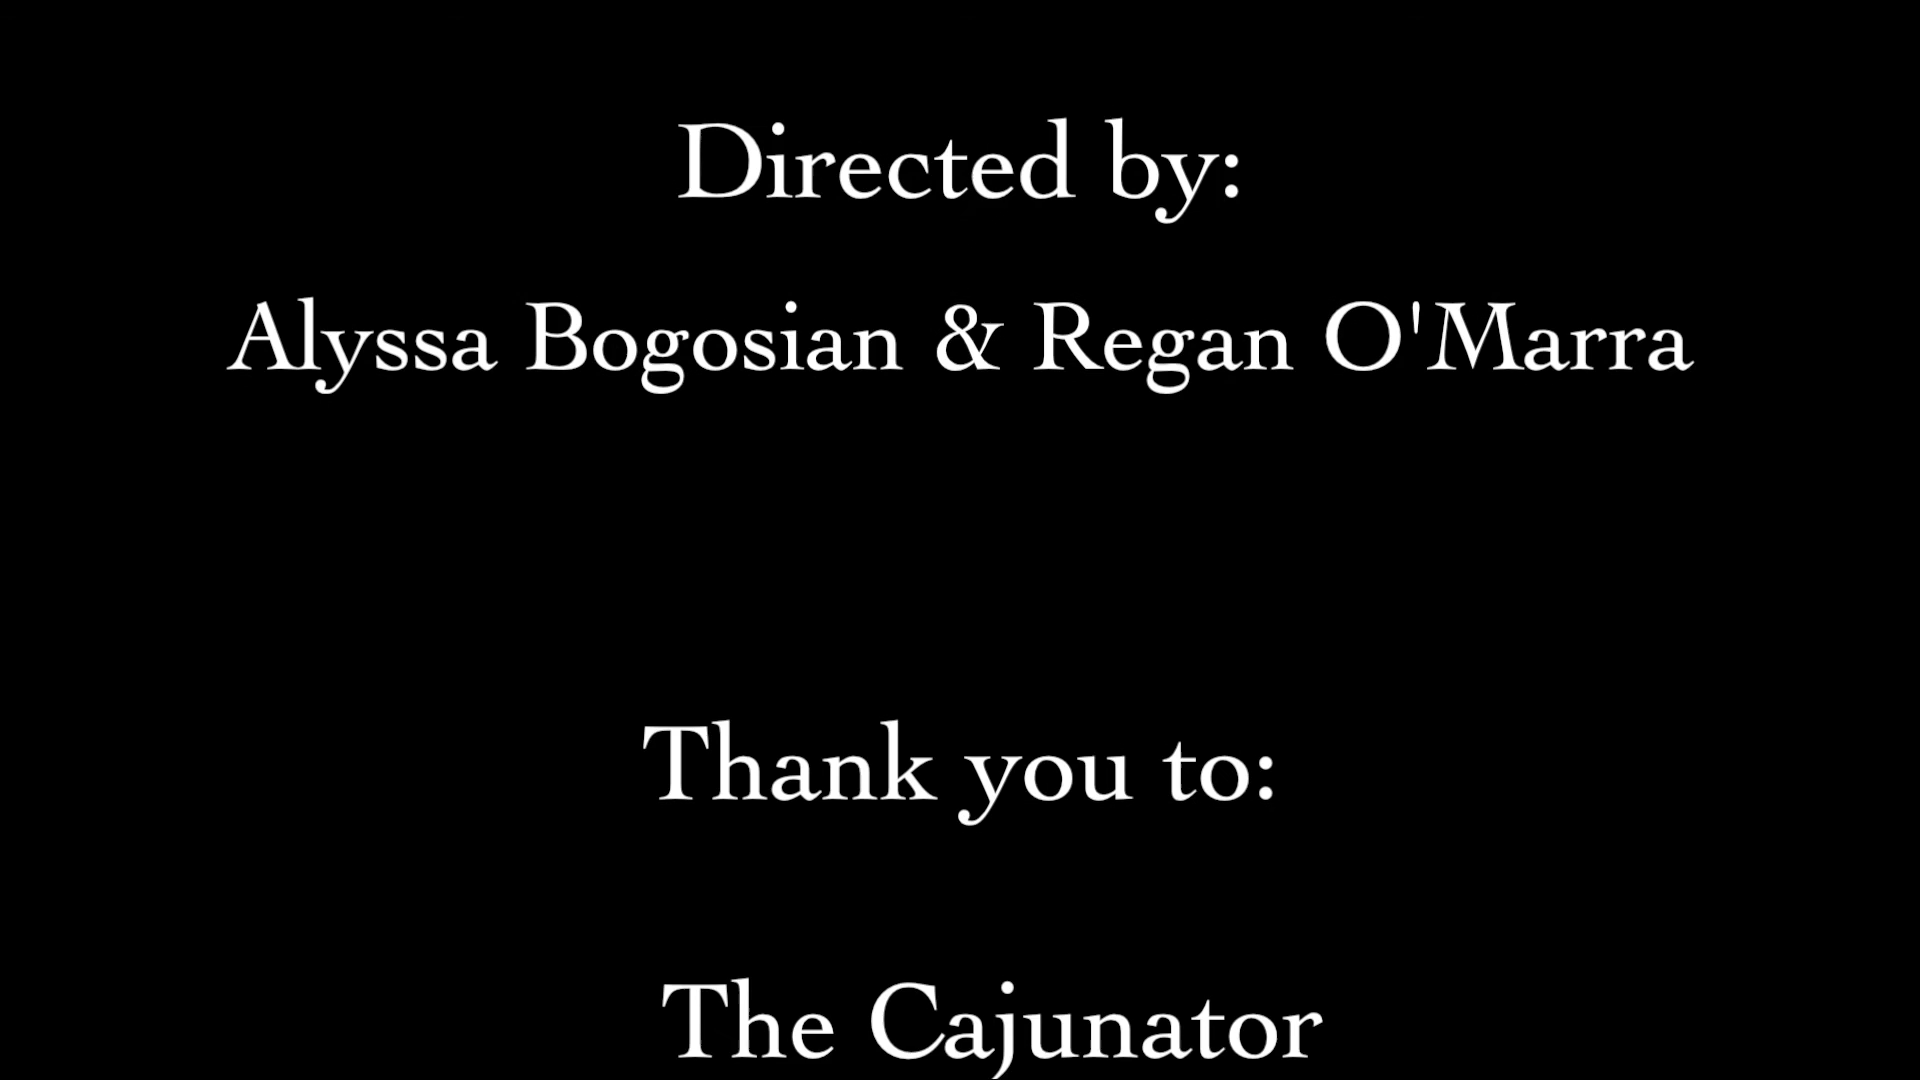 Directed by:
Alyssa Bogosian & Regan O'Marra
Thank you to:
The Cajunator